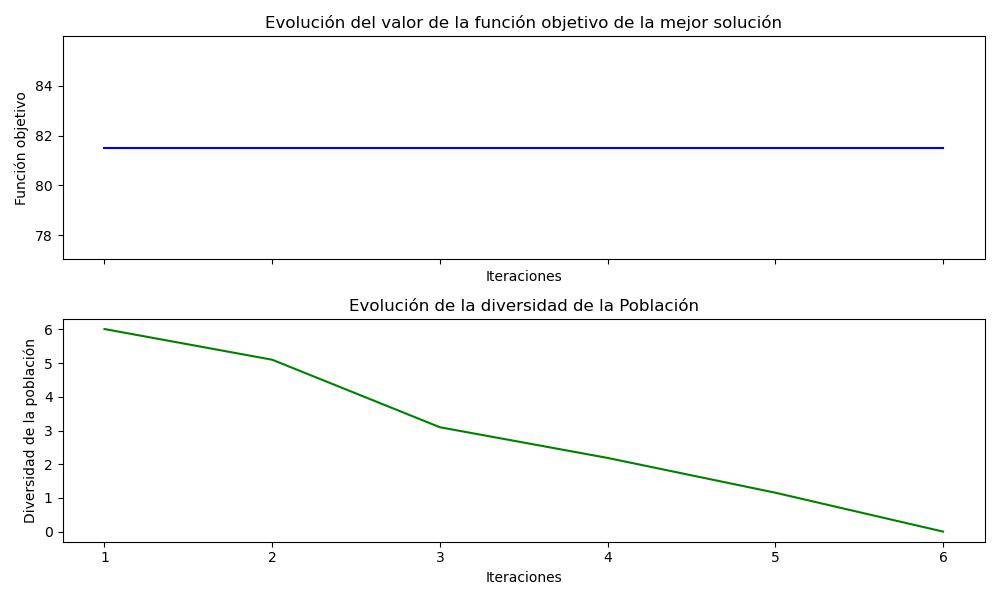 Evolución del valor de la función objetivo de la mejor solución
Función objetivo
84
82
80
78
Iteraciones
Evolución de la diversidad de la Población
Diversidad de la población
6
5
4
3
2
1
0
1 2 3 4 5 6
Iteraciones